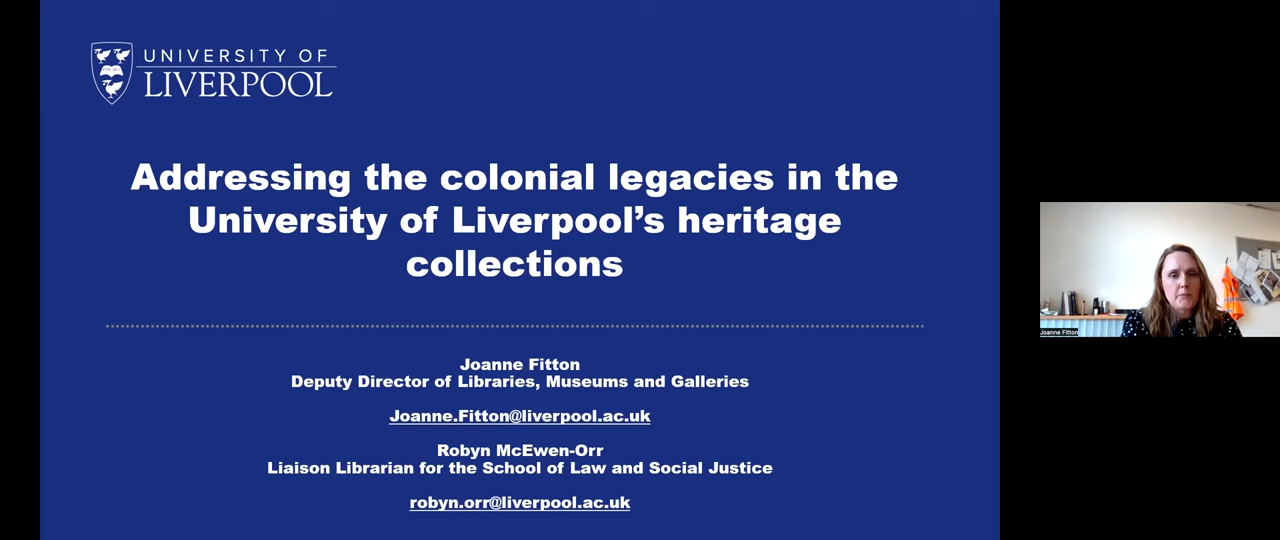 UNIVERSITY OF
LIVERPOOL
Addressing the colonial legacies in the
University of Liverpool's heritage
collections
Joanne Fitton
Deputy Director of Libraries, Museums and Galleries
Joanne.Fitton@liverpool.ac.uk
Robyn McEwen-Orr
Liaison Librarian for the School of Law and Social Justice
robyn.orr@liverpool.ac.uk
Joanne Fitton